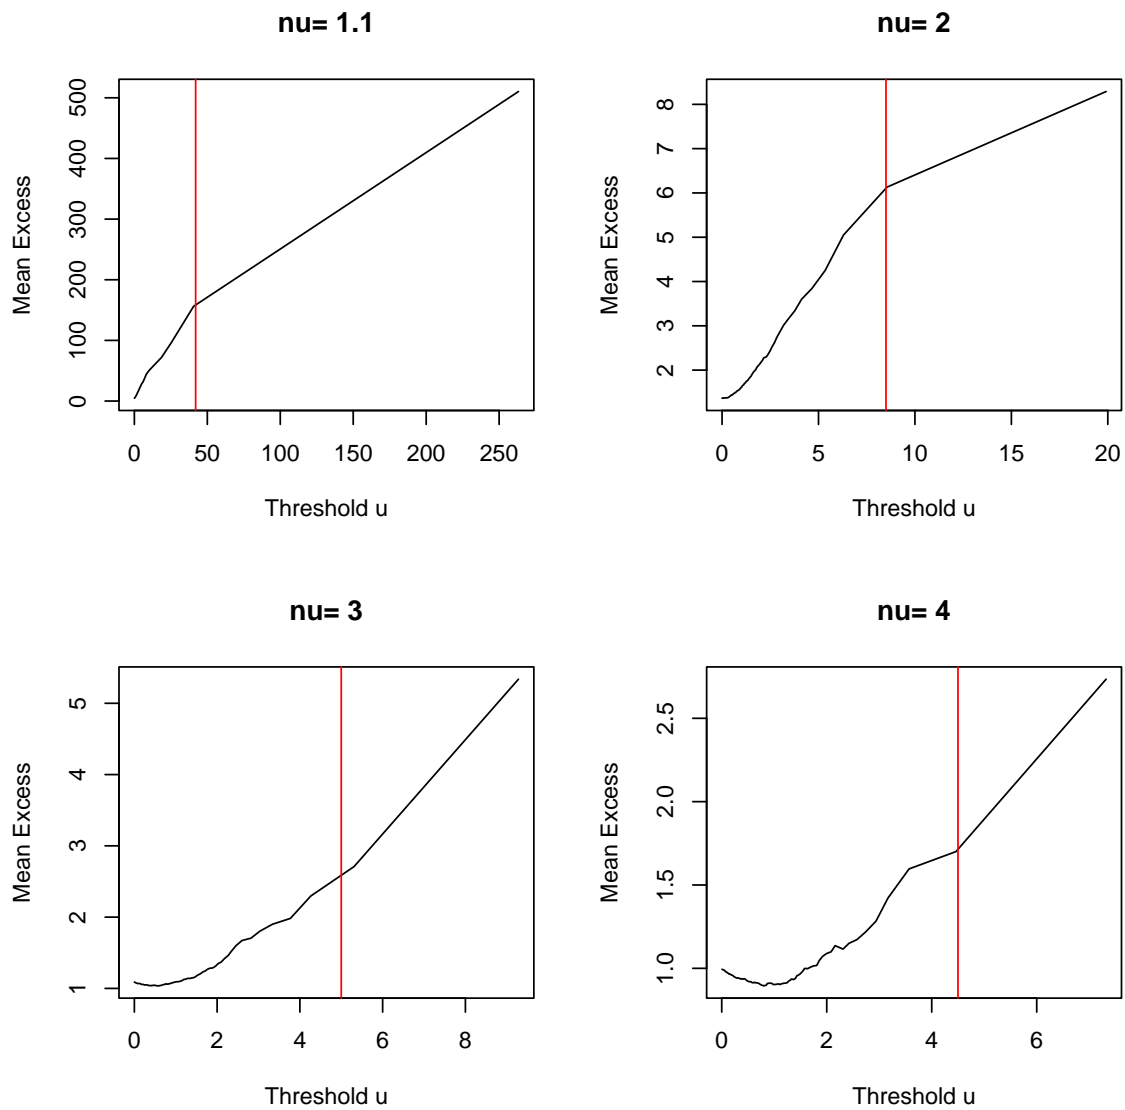 nu= 1.1
Mean Excess
500
400
300
200
100
0
0 50 100 150 200 250
Threshold u
nu= 2
Mean Excess
8
7
6
5
4
3
2
0 5 10 15 20
Threshold u
nu= 3
Mean Excess
5
4
3
2
1
0 2 4 6 8
Threshold u
nu= 4
Mean Excess
2.5
2.0
1.5
1.0
0 2 4 6
Threshold u